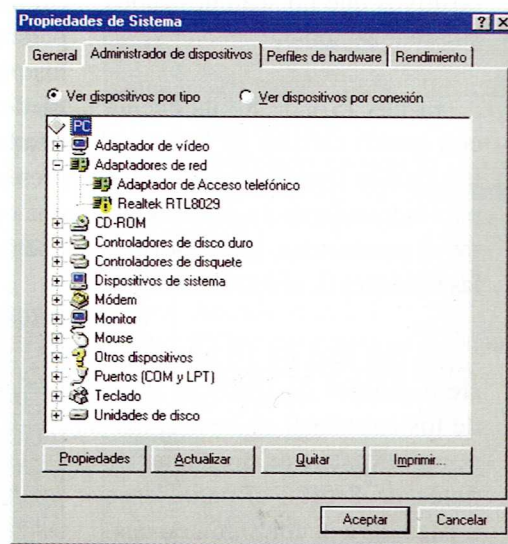 Propiedades de Sistema
General Administrador de dispositivos Perfiles de hardware Rendimiento
Ver dispositivos por tipo Ver dispositivos por conexión
PC
Adaptador de vídeo
Adaptadores de red
Adaptador de Acceso telefónico
Realtek RTL8029
CD-ROM
Controladores de disco duro
Controladores de disquete
Dispositivos de sistema
Módem
Monitor
Mouse
Otros dispositivos
Puertos (COM y LPT)
Teclado
Unidades de disco
Propiedades Actualizar Quitar Imprimir...
Aceptar Cancelar